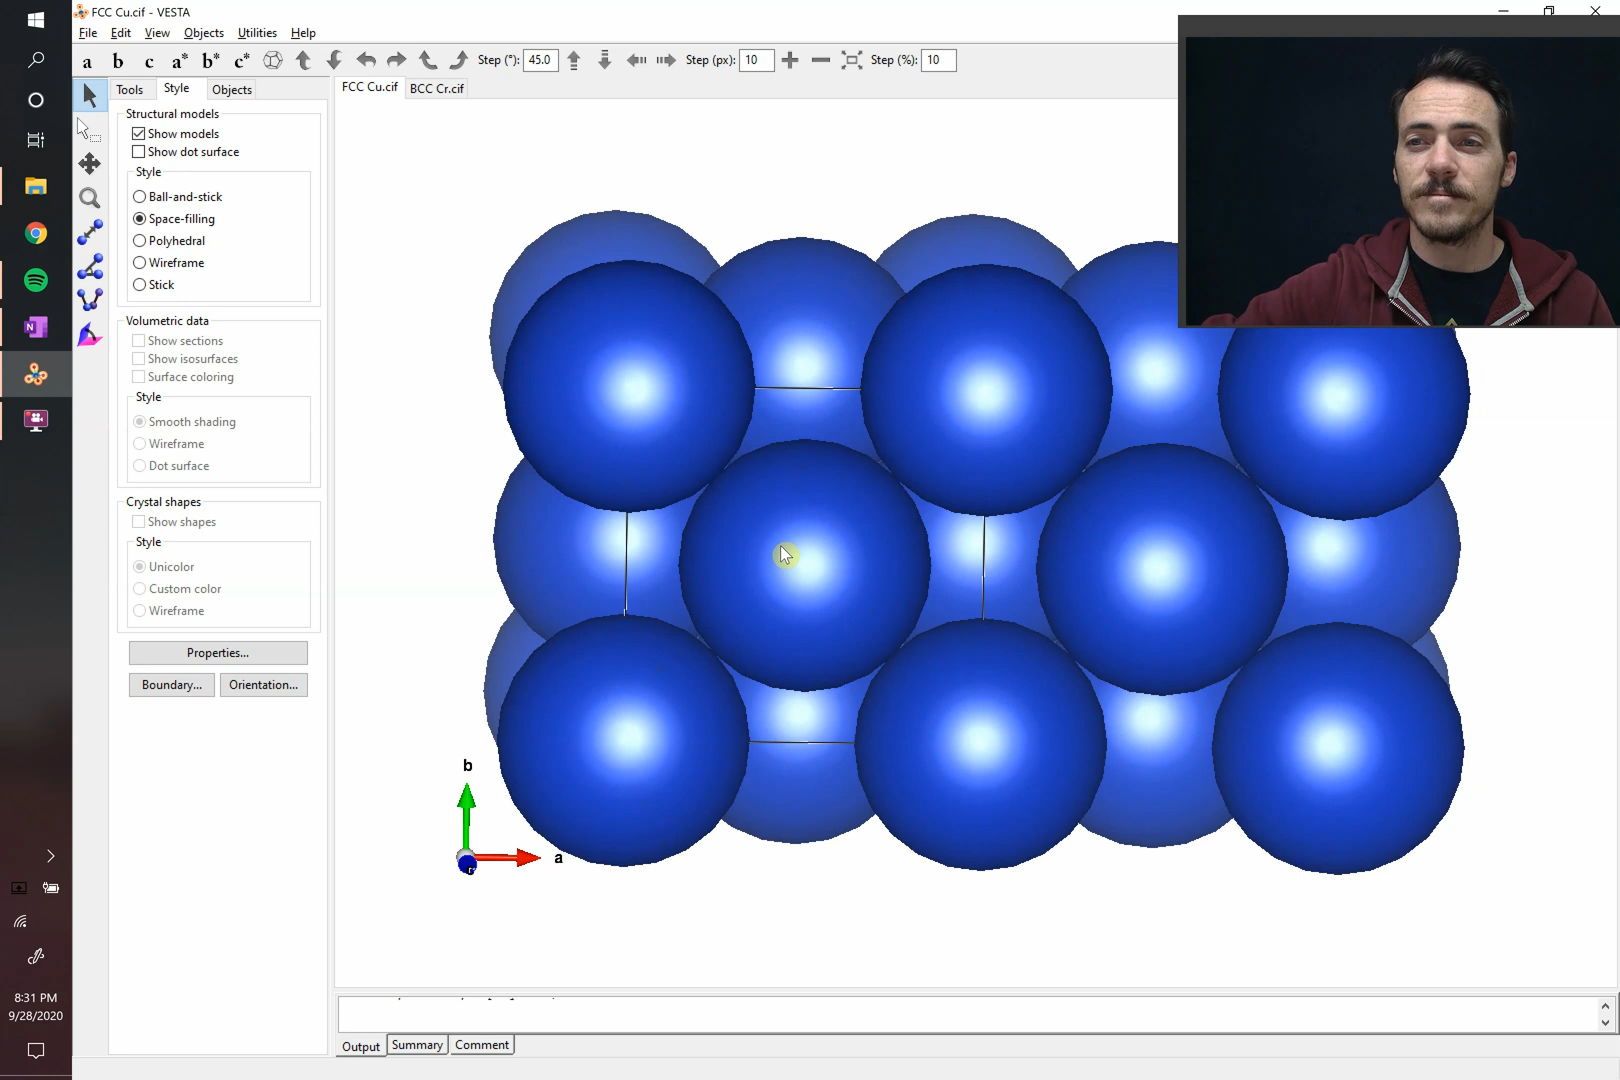 FCC Cu.cif - VESTA
File Edit View Objects Utilities Help
a b c a* b* c* Step (°): 45.0 Step (px): 10 Step (%): 10
Tools Style Objects
FCC Cu.cif BCC Cr.cif
Structural models
Show models
Show dot surface
Style
Ball-and-stick
Space-filling
Polyhedral
Wireframe
Stick
Volumetric data
Show sections
Show isosurfaces
Surface coloring
Style
Smooth shading
Wireframe
Dot surface
Crystal shapes
Show shapes
Style
Unicolor
Custom color
Wireframe
Properties...
Boundary... Orientation...
b
a
8:31 PM
9/28/2020
Output Summary Comment